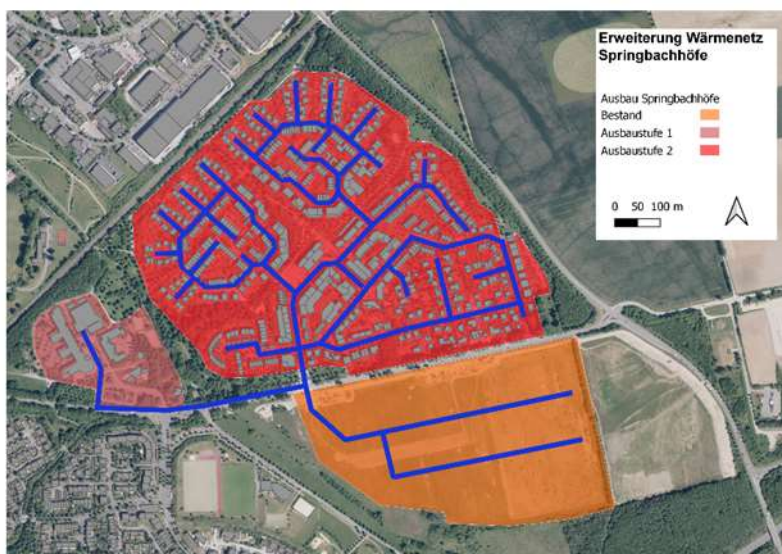 Erweiterung Wärmenetz
Springbachhöfe
Ausbau Springbachhöfe
Bestand
Ausbaustufe 1
Ausbaustufe 2
0 50 100 m